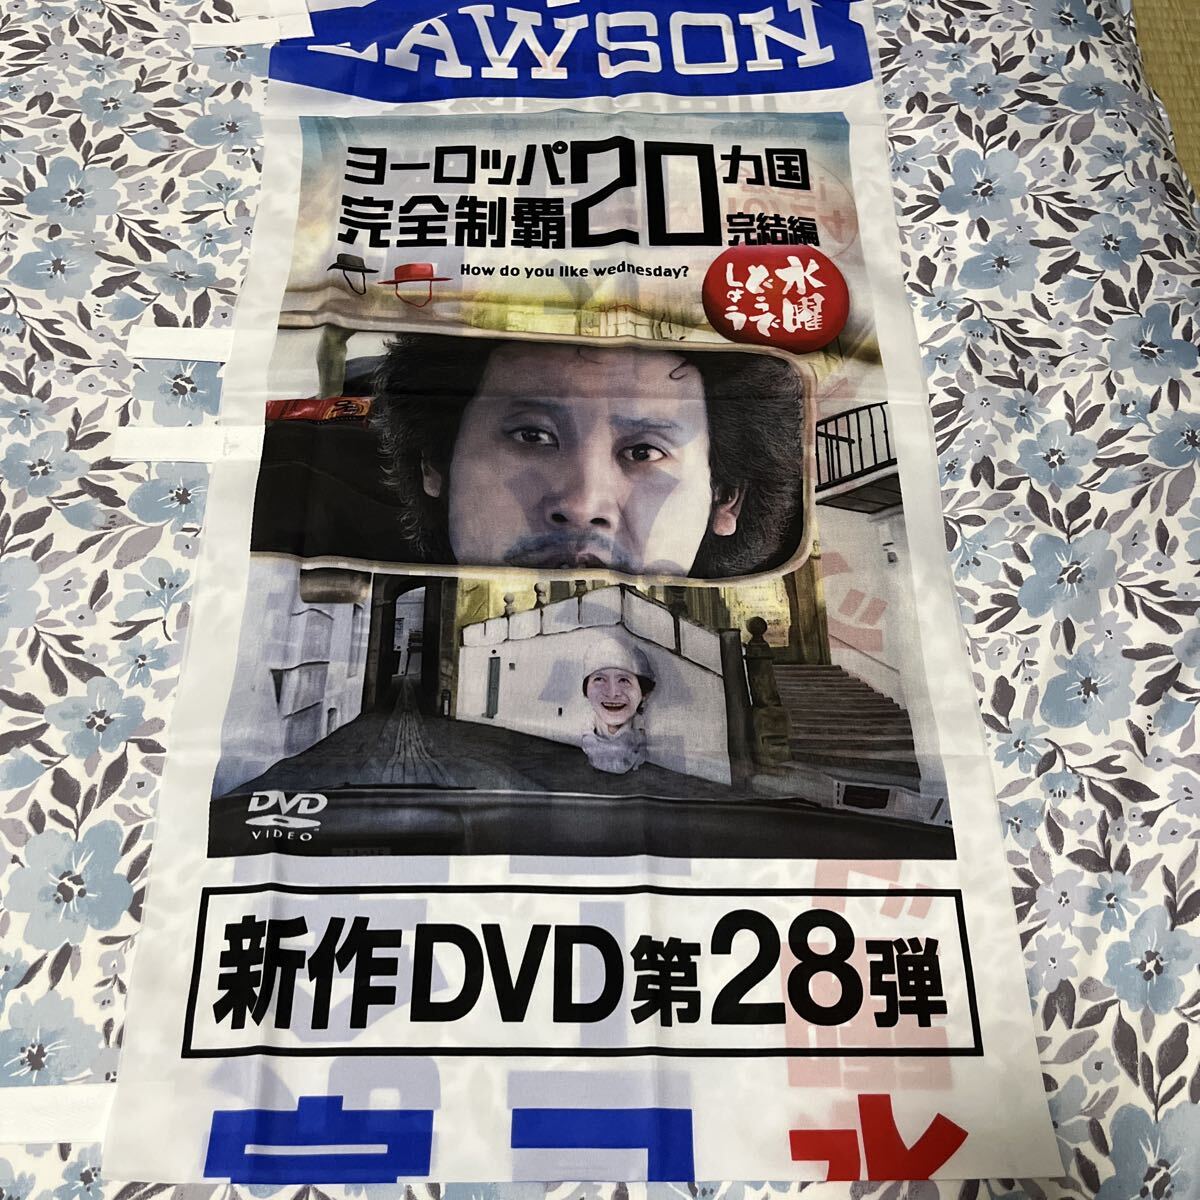 LAWSON
ヨーロッパ20カ国
完全制覇 完結編
How do you like wednesday?
水曜
どうで
しょう
DVD
VIDEO
新作DVD第28弾
水